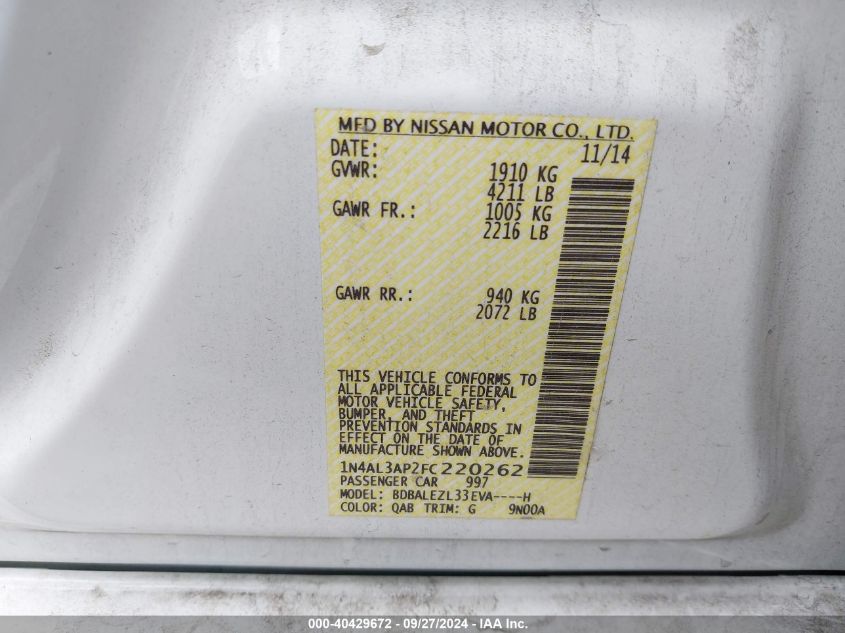 MFD BY NISSAN MOTOR CO., LTD.
DATE: 11/14
GVWR: 1910 KG
4211 LB
GAWR FR.: 1005 KG
2216 LB
GAWR RR.: 940 KG
2072 LB
THIS VEHICLE CONFORMS TO
ALL APPLICABLE FEDERAL
MOTOR VEHICLE SAFETY,
BUMPER, AND THEFT
PREVENTION STANDARDS IN
EFFECT ON THE DATE OF
MANUFACTURE SHOWN ABOVE.
1N4AL3AP2FC220262
PASSENGER CAR 997
MODEL: BDBALEZL33EVA----H
COLOR: QAB TRIM: G 9N00A
000-40429672 - 09/27/2024 - IAA Inc.